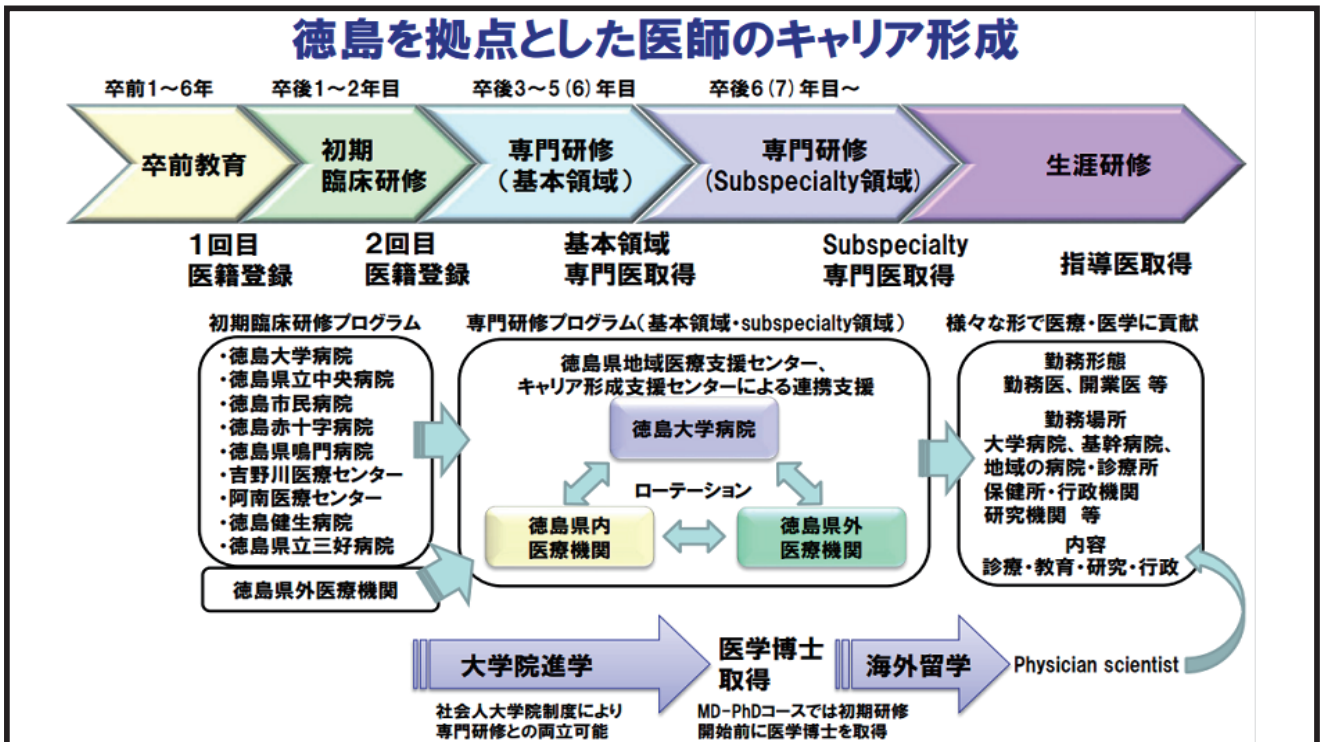 徳島を拠点とした医師のキャリア形成
卒前1～6年
卒後1～2年目
卒後3～5(6)年目
卒後6(7)年目～
卒前教育
初期
臨床研修
専門研修
(基本領域)
専門研修
(Subspecialty領域)
生涯研修
1回目
医籍登録
2回目
医籍登録
基本領域
専門医取得
Subspecialty
専門医取得
指導医取得
初期臨床研修プログラム
・徳島大学病院
・徳島県立中央病院
・徳島市民病院
・徳島赤十字病院
・徳島県鳴門病院
・吉野川医療センター
・阿南医療センター
・徳島健生病院
・徳島県立三好病院
徳島県外医療機関
専門研修プログラム(基本領域・subspecialty領域)
徳島県地域医療支援センター、
キャリア形成支援センターによる連携支援
徳島大学病院
ローテーション
徳島県内
医療機関
徳島県外
医療機関
様々な形で医療・医学に貢献
勤務形態
勤務医、開業医 等
勤務場所
大学病院、基幹病院、
地域の病院・診療所
保健所・行政機関
研究機関 等
内容
診療・教育・研究・行政
大学院進学
社会人大学院制度により
専門研修との両立可能
医学博士
取得
MD-PhDコースでは初期研修
開始前に医学博士を取得
海外留学
Physician scientist